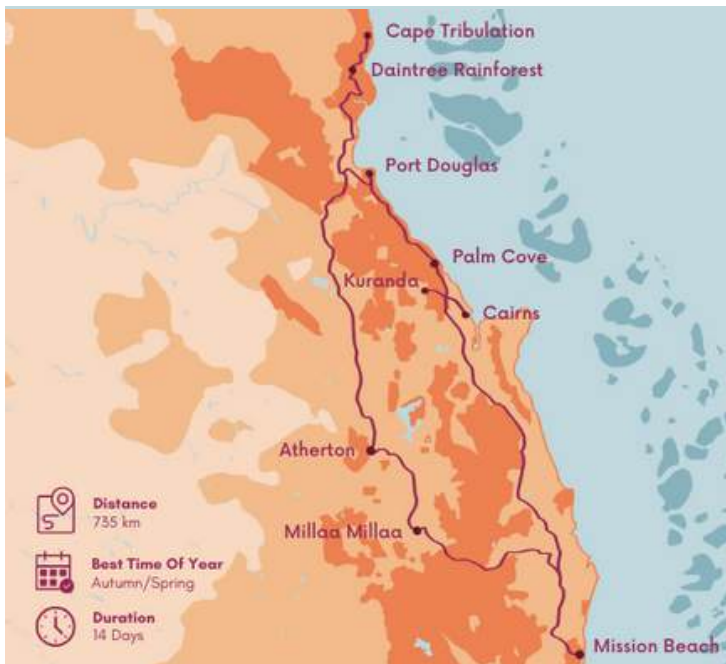 Cape Tribulation
Daintree Rainforest
Port Douglas
Palm Cove
Kuranda
Cairns
Atherton
Distance
735 km
Millaa Millaa
Best Time Of Year
Autumn/Spring
Duration
14 Days
Mission Beach